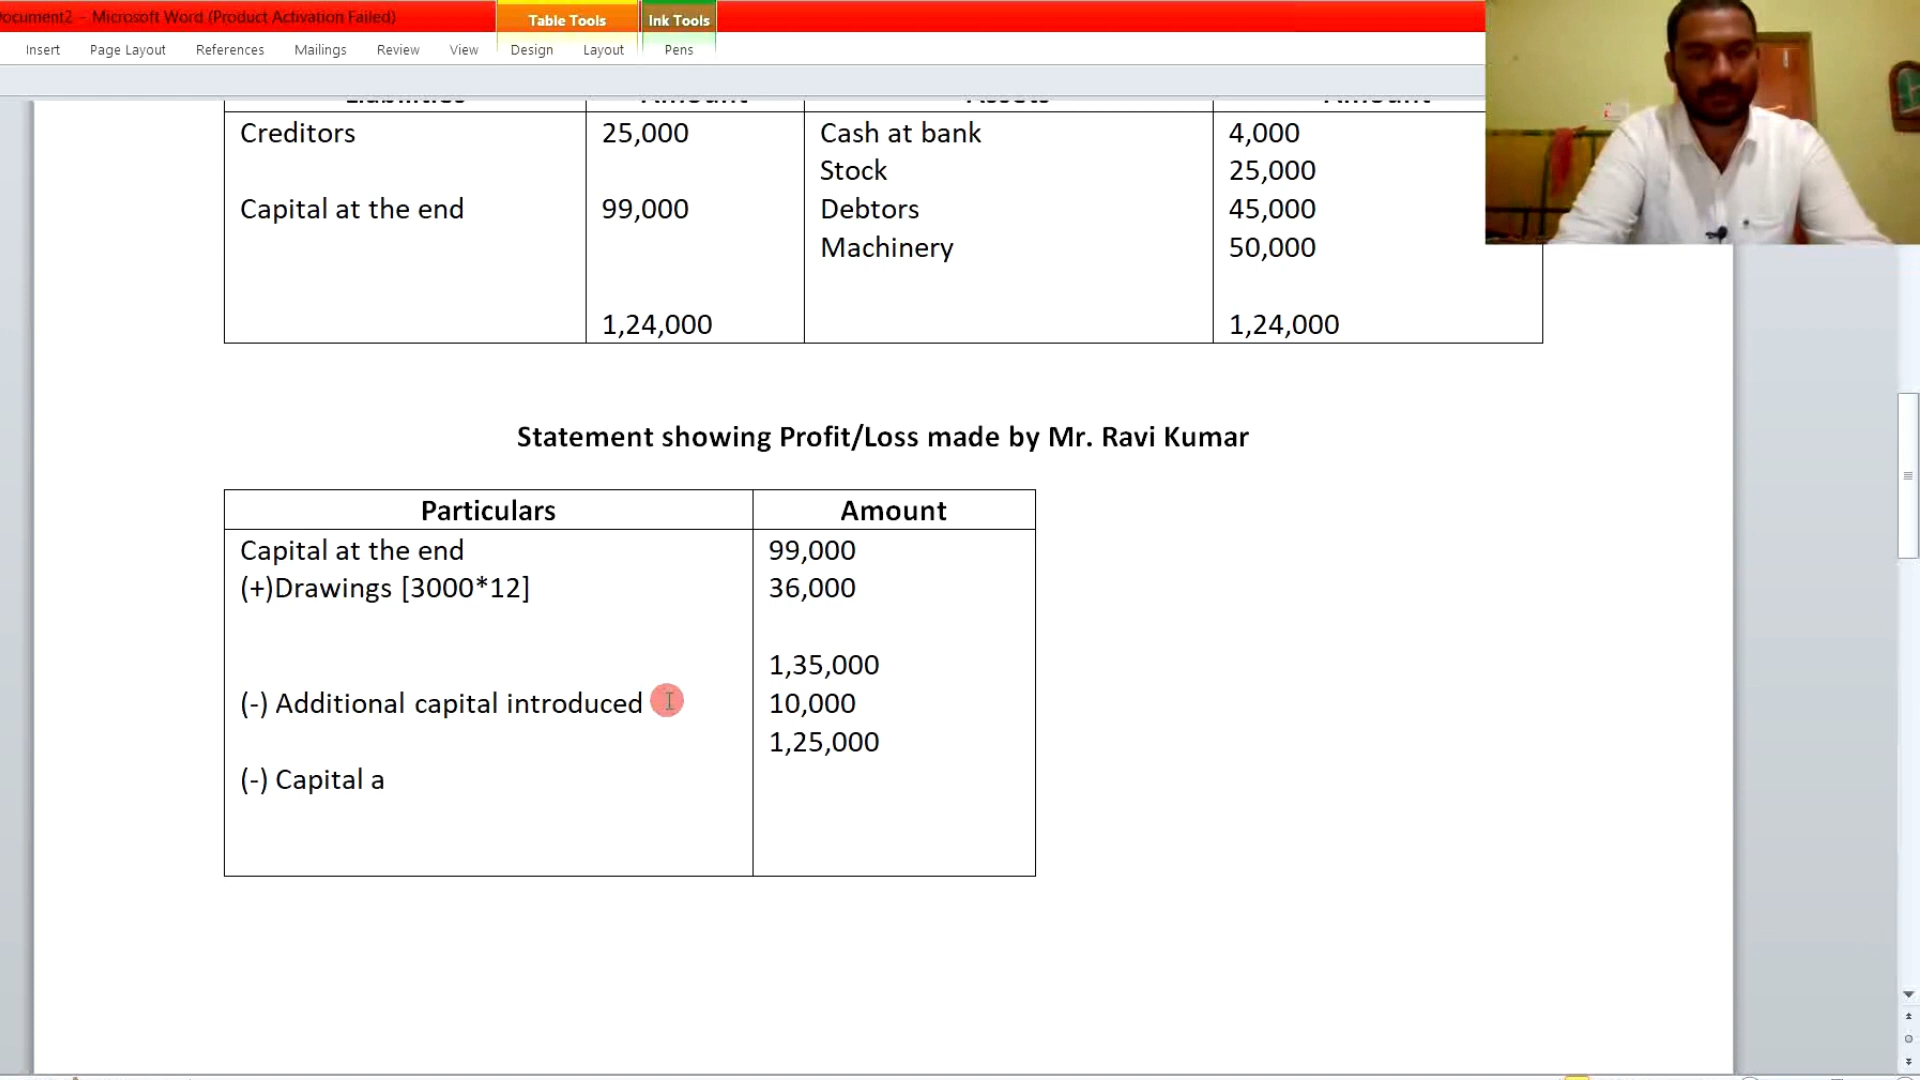 ocument2 - Microsoft Word (Product Activation Failed)
Table Tools
Ink Tools
Insert Page Layout References Mailings Review View Design Layout Pens
Liabilities Amount Assets Amount
Creditors 25,000 Cash at bank 4,000
Stock 25,000
Capital at the end 99,000 Debtors 45,000
Machinery 50,000
1,24,000 1,24,000
Statement showing Profit/Loss made by Mr. Ravi Kumar
Particulars Amount
Capital at the end 99,000
(+)Drawings [3000*12] 36,000
1,35,000
(-) Additional capital introduced 10,000
1,25,000
(-) Capital a